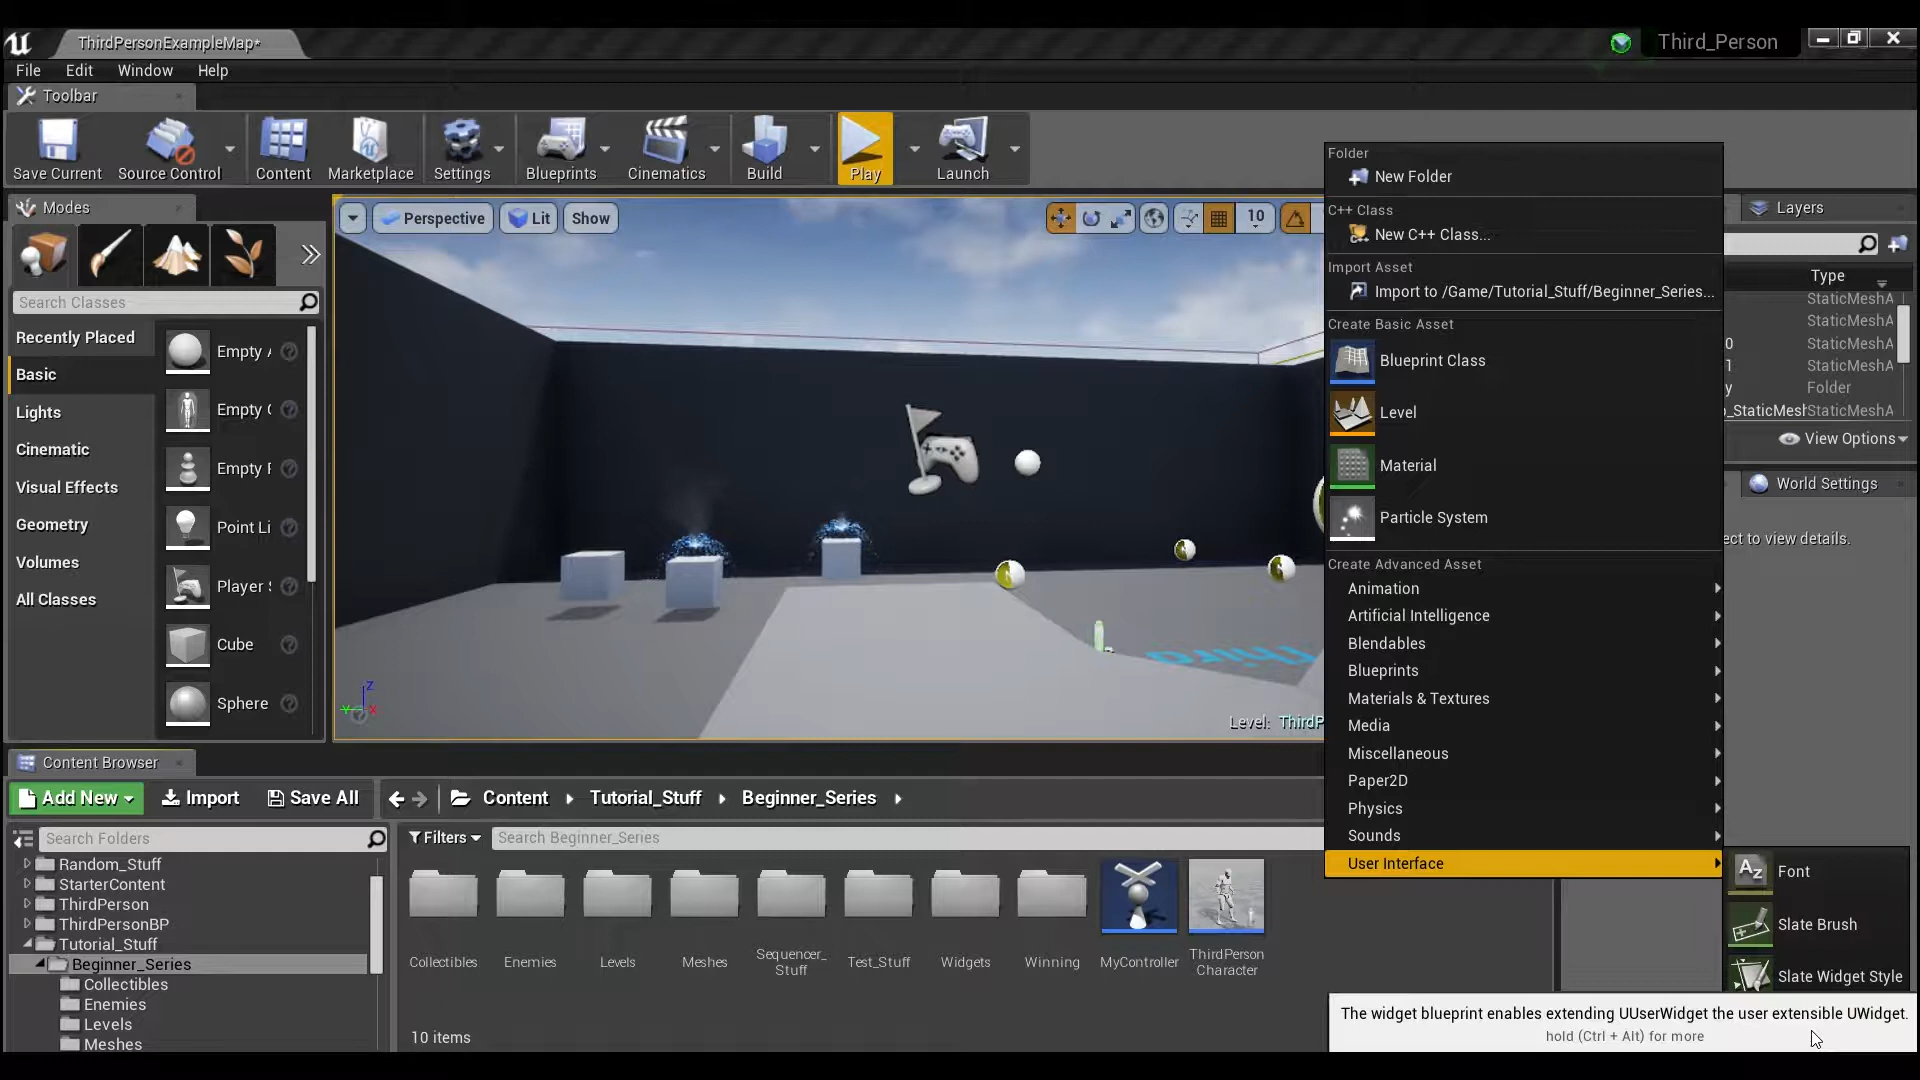 ThirdPersonExampleMap*
Third_Person
File Edit Window Help
Toolbar
Save Current Source Control Content Marketplace Settings Blueprints Cinematics Build Play Launch
Modes
Search Classes
Recently Placed
Basic
Lights
Cinematic
Visual Effects
Geometry
Volumes
All Classes
Empty
Empty
Empty
Point Li
Player
Cube
Sphere
Perspective Lit Show
10
Level: ThirdP
Folder
New Folder
C++ Class
New C++ Class...
Import Asset
Import to /Game/Tutorial_Stuff/Beginner_Series...
Create Basic Asset
Blueprint Class
Level
Material
Particle System
Create Advanced Asset
Animation
Artificial Intelligence
Blendables
Blueprints
Materials & Textures
Media
Miscellaneous
Paper2D
Physics
Sounds
User Interface
Font
Slate Brush
Slate Widget Style
The widget blueprint enables extending UUserWidget the user extensible UWidget.
hold (Ctrl + Alt) for more
Layers
Type
StaticMeshA
StaticMeshA
0 StaticMeshA
1 StaticMeshA
y Folder
_StaticMesh StaticMeshA
View Options
World Settings
ect to view details.
Content Browser
Add New Import Save All Content Tutorial_Stuff Beginner_Series
Search Folders
Filters Search Beginner_Series
Random_Stuff
StarterContent
ThirdPerson
ThirdPersonBP
Tutorial_Stuff
Beginner_Series
Collectibles
Enemies
Levels
Meshes
Collectibles
Enemies
Levels
Meshes
Sequencer_
Stuff
Test_Stuff
Widgets
Winning
MyController
ThirdPerson
Character
10 items